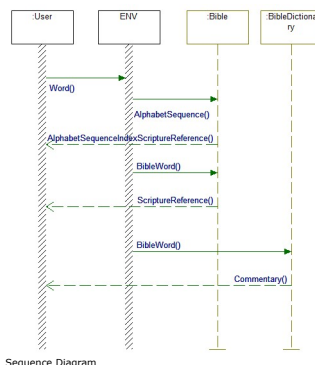 :User
ENV
:Bible
:BibleDictiona
ry
Word()
AlphabetSequence()
AlphabetSequenceIndexScriptureReference()
BibleWord()
ScriptureReference()
BibleWord()
Commentary()
Sequence Diagram